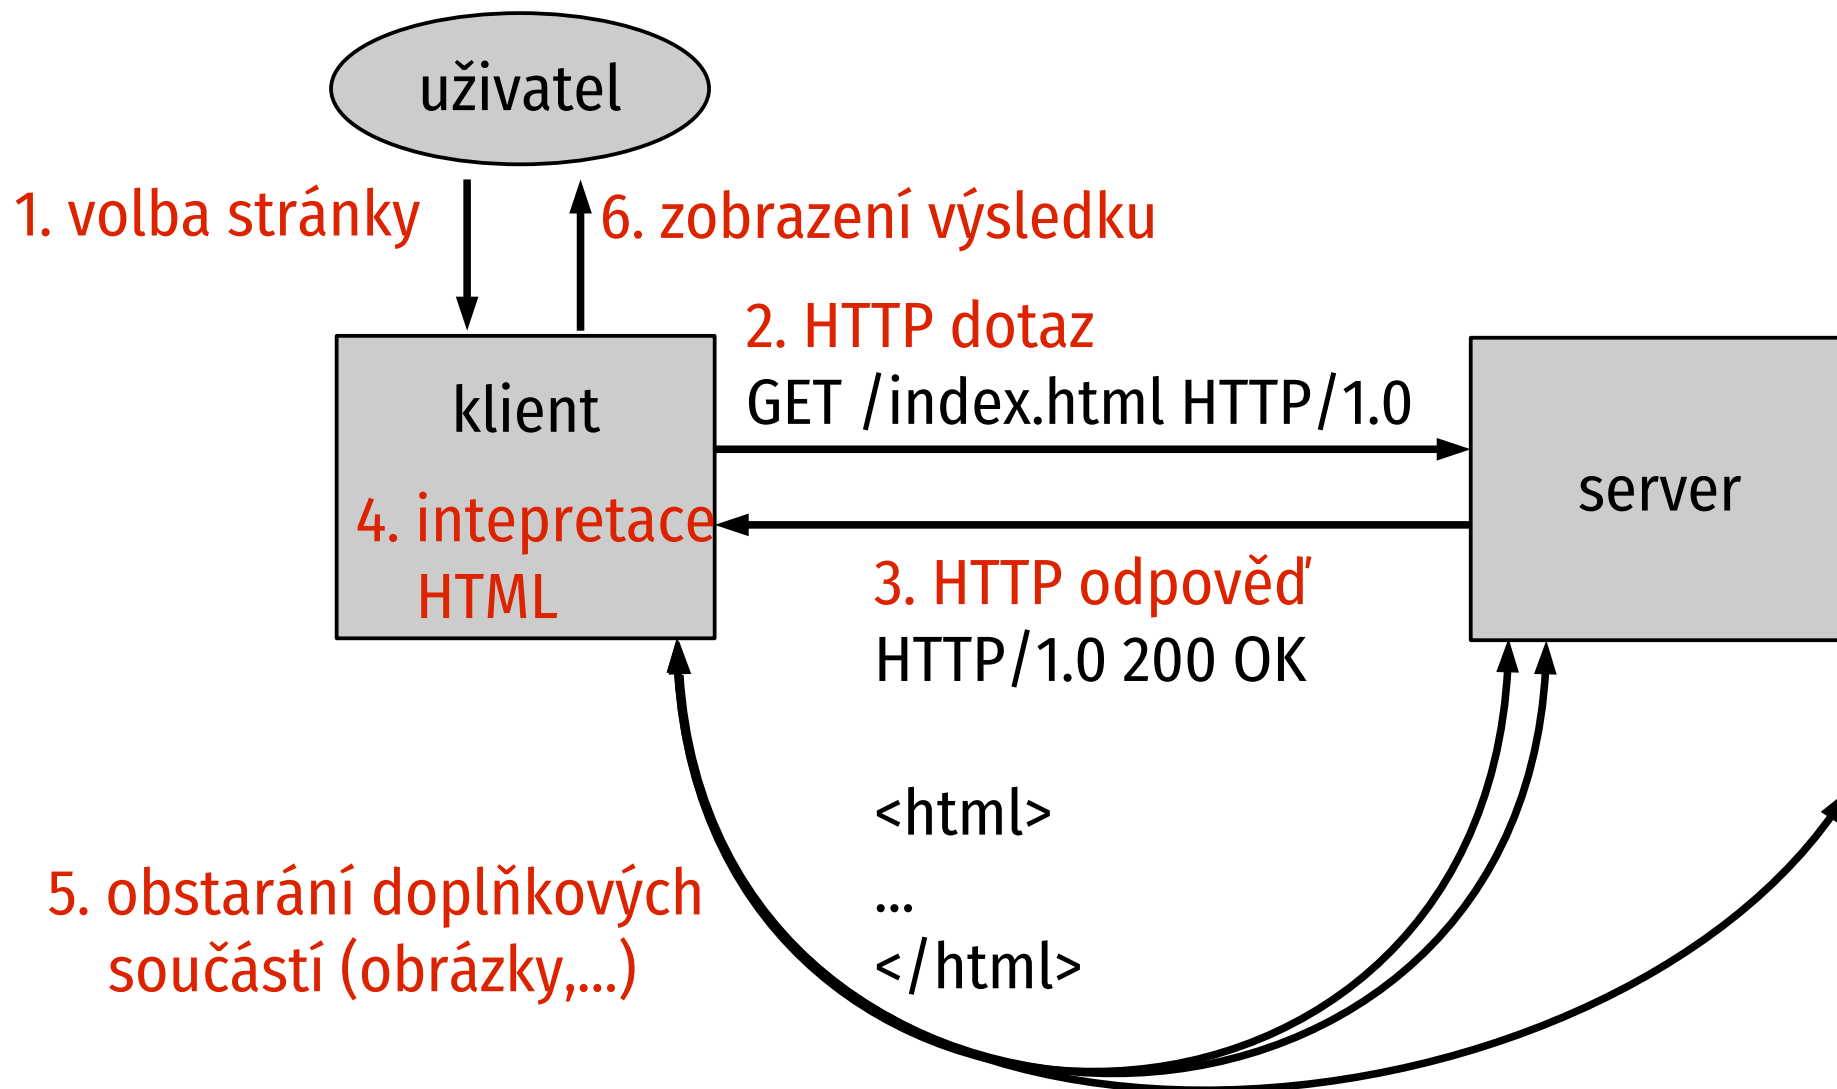 uživatel
1. volba stránky
6. zobrazení výsledku
2. HTTP dotaz
GET /index.html HTTP/1.0
klient
server
4. intepretace
HTML
3. HTTP odpověď
HTTP/1.0 200 OK
<html>
...
</html>
5. obstarání doplňkových
součástí (obrázky,...)